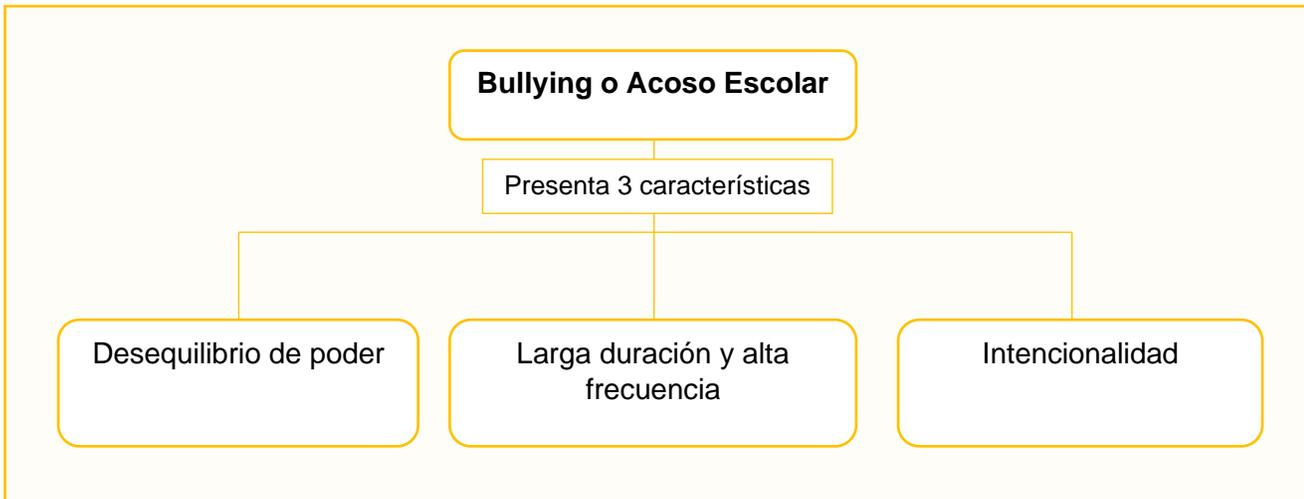 Bullying o Acoso Escolar
Presenta 3 características
Desequilibrio de poder
Larga duración y alta
frecuencia
Intencionalidad